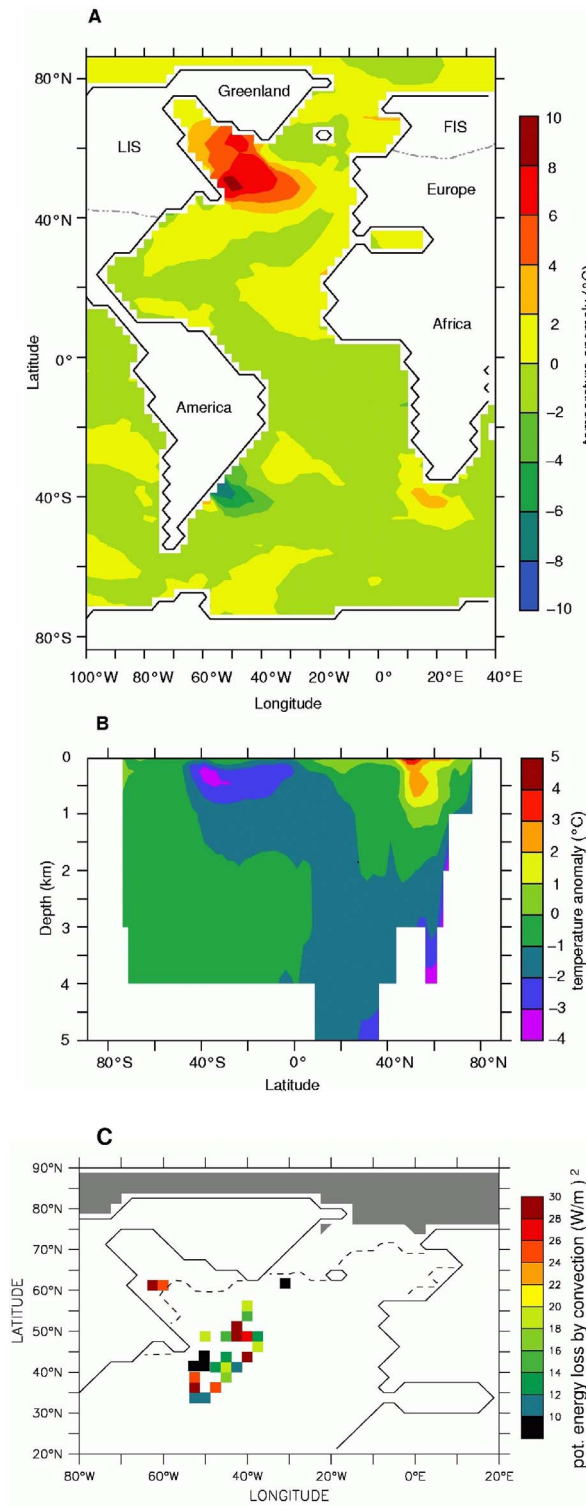 A
80°N
40°N
0°
40°S
80°S
Latitude
100°W 80°W 60°W 40°W 20°W 0° 20°E 40°E
Longitude
Greenland
LIS
FIS
Europe
Africa
America
10
8
6
4
2
0
−2
−4
−6
−8
−10
B
0
1
2
3
4
5
Depth (km)
80°S 40°S 0° 40°N 80°N
Latitude
5
4
3
2
1
0
−1
−2
−3
−4
temperature anomaly (°C)
C
90°N
80°N
70°N
60°N
50°N
40°N
30°N
20°N
LATITUDE
80°W 60°W 40°W 20°W 0°E 20°E
LONGITUDE
30
28
26
24
22
20
18
16
14
12
10
pot. energy loss by convection (W/m )²